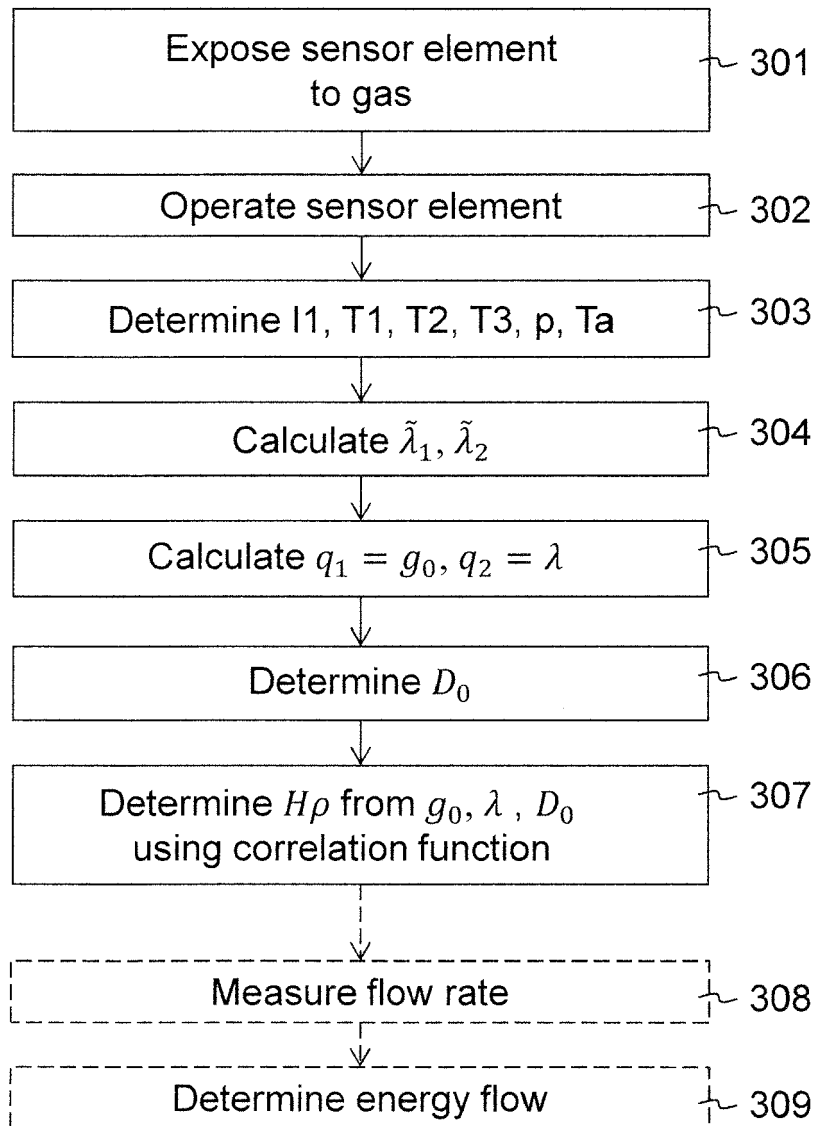 Expose sensor element
to gas
301
Operate sensor element
302
Determine I1, T1, T2, T3, p, Ta
303
Calculate λ̃₁, λ̃₂
304
Calculate q₁ = g₀, q₂ = λ
305
Determine D₀
306
Determine Hρ from g₀, λ , D₀
using correlation function
307
Measure flow rate
308
Determine energy flow
309